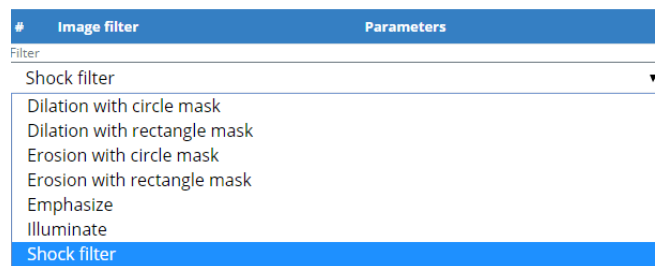 # Image filter Parameters
Filter
Shock filter
Dilation with circle mask
Dilation with rectangle mask
Erosion with circle mask
Erosion with rectangle mask
Emphasize
Illuminate
Shock filter